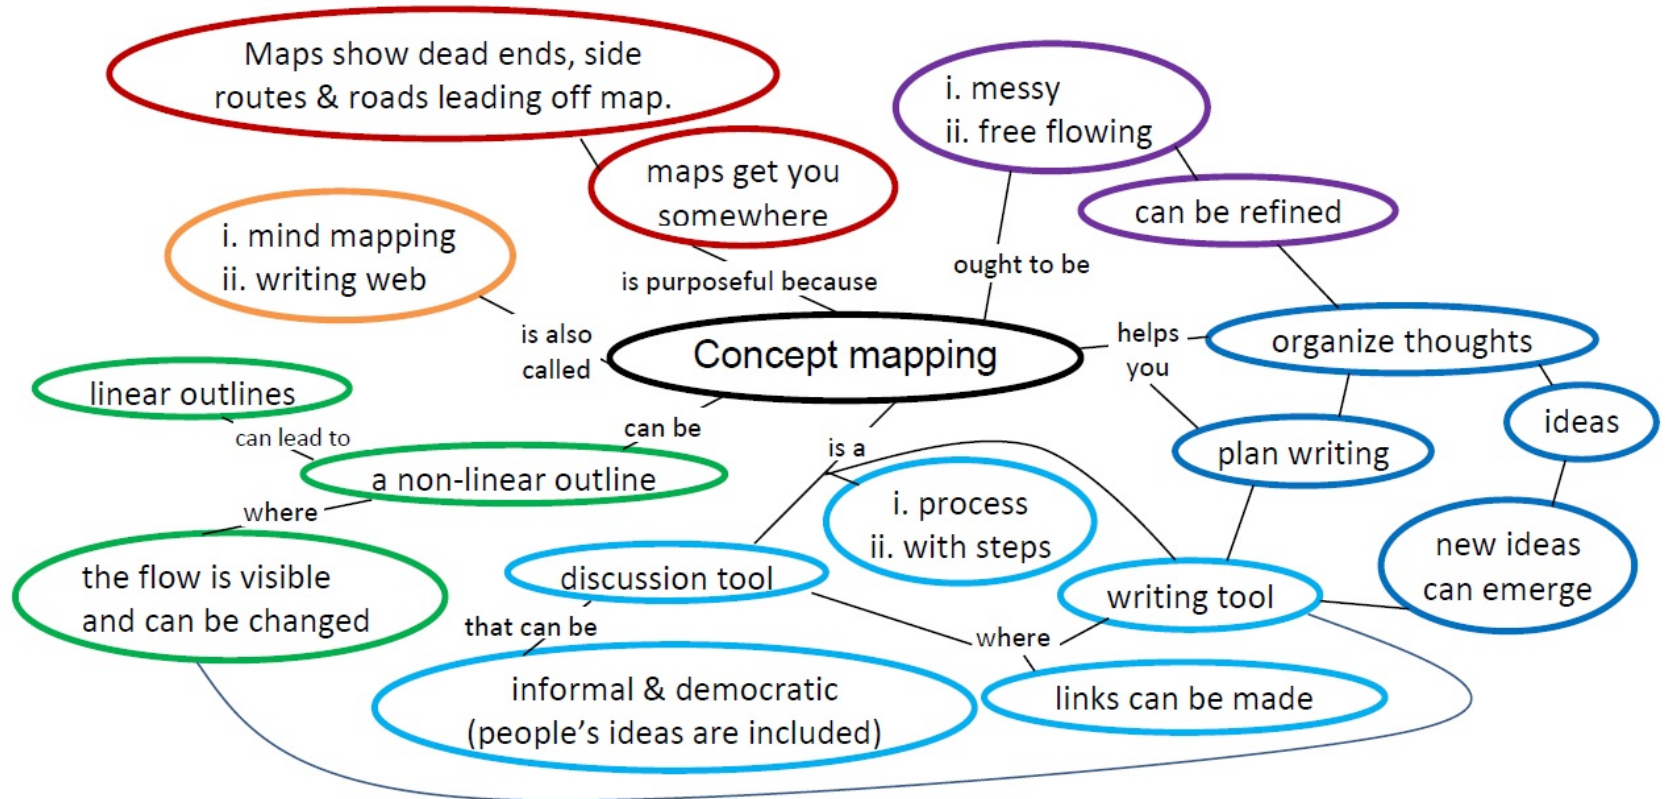 Maps show dead ends, side
routes & roads leading off map.
maps get you
somewhere
i. messy
ii. free flowing
can be refined
i. mind mapping
ii. writing web
is purposeful because
ought to be
is also
called
Concept mapping
helps
you
organize thoughts
linear outlines
can lead to
can be
a non-linear outline
is a
plan writing
ideas
where
i. process
ii. with steps
new ideas
can emerge
the flow is visible
and can be changed
discussion tool
writing tool
that can be
where
informal & democratic
(people’s ideas are included)
links can be made